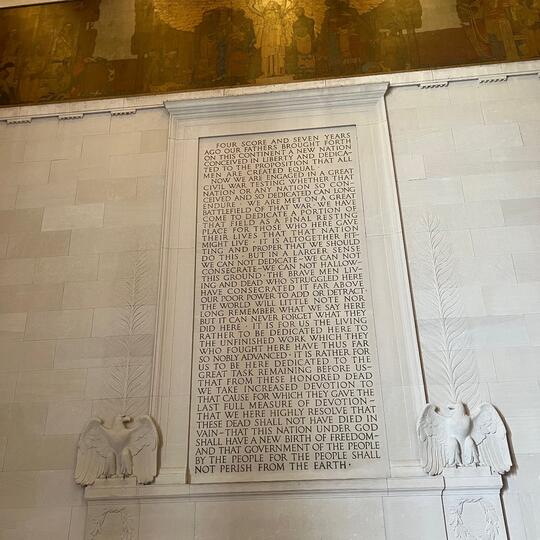 FOUR SCORE AND SEVEN YEARS
AGO OUR FATHERS BROUGHT FORTH
ON THIS CONTINENT A NEW NATION
CONCEIVED IN LIBERTY AND DEDICA-
TED TO THE PROPOSITION THAT ALL
MEN ARE CREATED EQUAL ·
NOW WE ARE ENGAGED IN A GREAT
CIVIL WAR TESTING WHETHER THAT
NATION OR ANY NATION SO CON-
CEIVED AND SO DEDICATED CAN LONG
ENDURE · WE ARE MET ON A GREAT
BATTLEFIELD OF THAT WAR · WE HAVE
COME TO DEDICATE A PORTION OF
THAT FIELD AS A FINAL RESTING
PLACE FOR THOSE WHO HERE GAVE
THEIR LIVES THAT THAT NATION
MIGHT LIVE · IT IS ALTOGETHER FIT-
TING AND PROPER THAT WE SHOULD
DO THIS · BUT IN A LARGER SENSE
WE CAN NOT DEDICATE~WE CAN NOT
CONSECRATE~WE CAN NOT HALLOW~
THIS GROUND · THE BRAVE MEN LIV-
ING AND DEAD WHO STRUGGLED HERE
HAVE CONSECRATED IT FAR ABOVE
OUR POOR POWER TO ADD OR DETRACT ·
THE WORLD WILL LITTLE NOTE NOR
LONG REMEMBER WHAT WE SAY HERE
BUT IT CAN NEVER FORGET WHAT THEY
DID HERE · IT IS FOR US THE LIVING
RATHER TO BE DEDICATED HERE TO
THE UNFINISHED WORK WHICH THEY
WHO FOUGHT HERE HAVE THUS FAR
SO NOBLY ADVANCED · IT IS RATHER FOR
US TO BE HERE DEDICATED TO THE
GREAT TASK REMAINING BEFORE US~
THAT FROM THESE HONORED DEAD
WE TAKE INCREASED DEVOTION TO
THAT CAUSE FOR WHICH THEY GAVE THE
LAST FULL MEASURE OF DEVOTION~
THAT WE HERE HIGHLY RESOLVE THAT
THESE DEAD SHALL NOT HAVE DIED IN
VAIN~THAT THIS NATION UNDER GOD
SHALL HAVE A NEW BIRTH OF FREEDOM~
AND THAT GOVERNMENT OF THE PEOPLE
BY THE PEOPLE FOR THE PEOPLE SHALL
NOT PERISH FROM THE EARTH ·